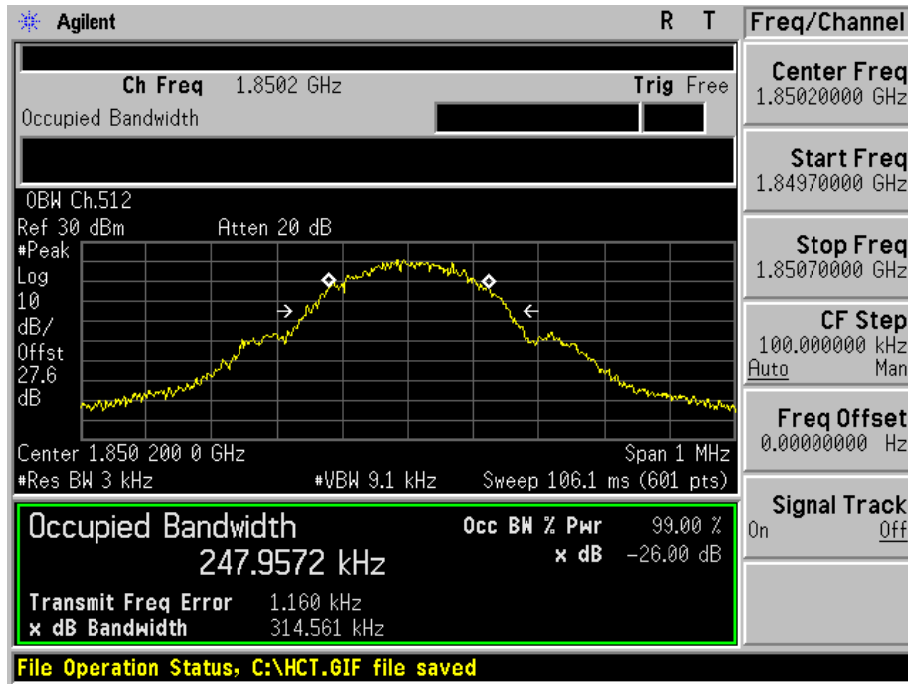 Agilent R T
Freq/Channel
Ch Freq 1.8502 GHz Trig Free
Occupied Bandwidth
Center Freq
1.85020000 GHz
Start Freq
1.84970000 GHz
Stop Freq
1.85070000 GHz
CF Step
100.000000 kHz
Auto Man
Freq Offset
0.00000000 Hz
Signal Track
On Off
OBW Ch.512
Ref 30 dBm Atten 20 dB
#Peak
Log
10
dB/
Offst
27.6
dB
Center 1.850 200 0 GHz Span 1 MHz
#Res BW 3 kHz #VBW 9.1 kHz Sweep 106.1 ms (601 pts)
Occupied Bandwidth
247.9572 kHz
Occ BW % Pwr 99.00 %
x dB -26.00 dB
Transmit Freq Error 1.160 kHz
x dB Bandwidth 314.561 kHz
File Operation Status, C:\HCT.GIF file saved